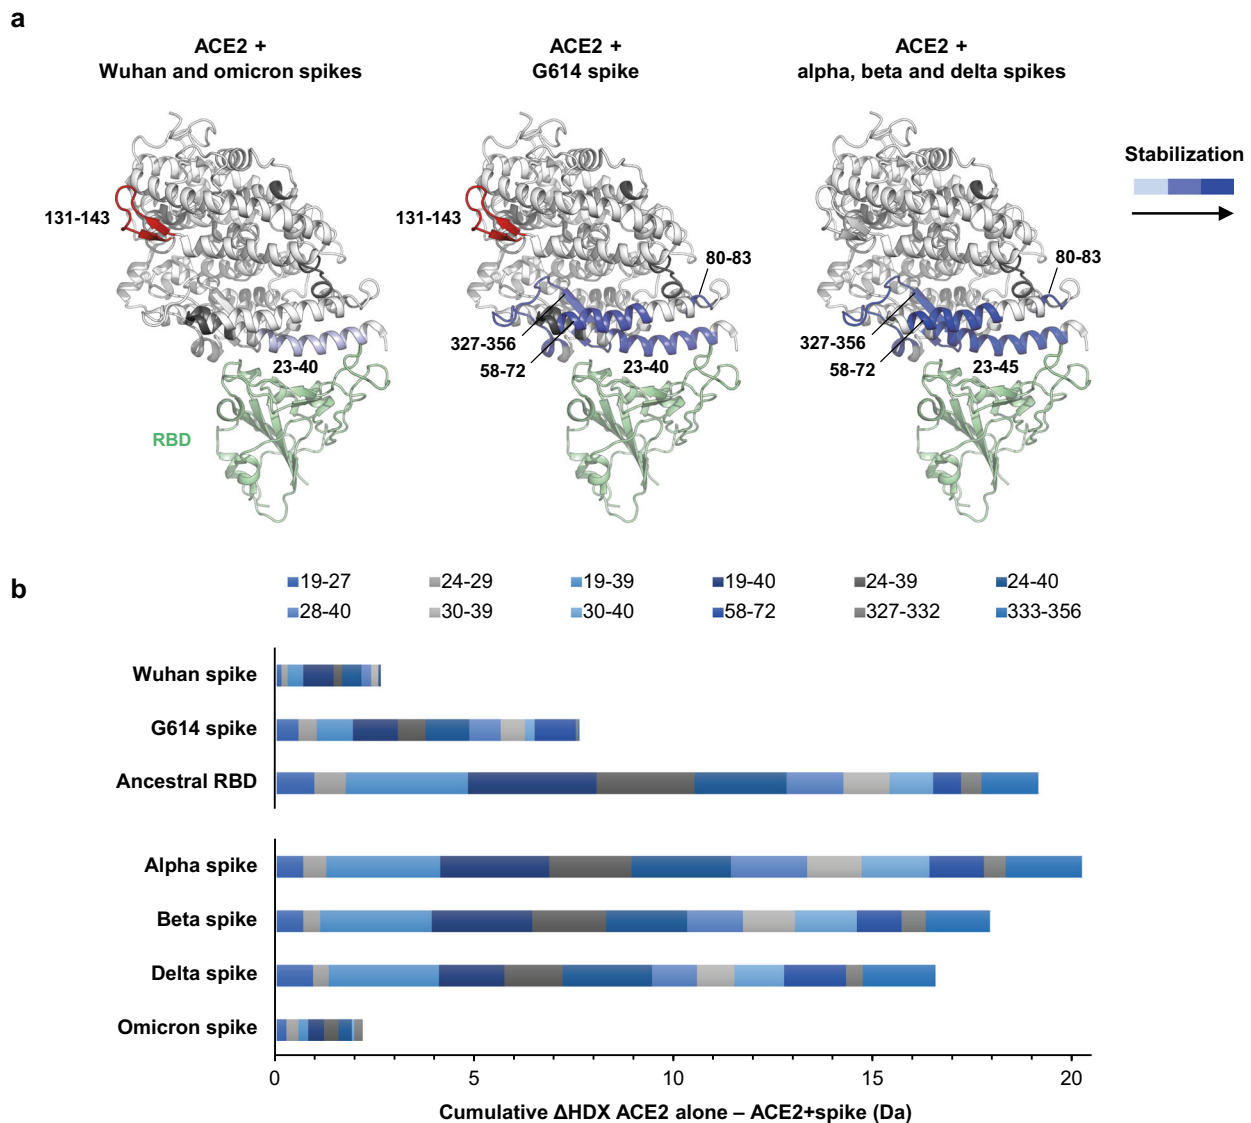 a
ACE2 +
Wuhan and omicron spikes
ACE2 +
G614 spike
ACE2 +
alpha, beta and delta spikes
Stabilization
131-143
131-143
80-83
80-83
327-356
327-356
58-72
58-72
23-40
23-40
23-45
RBD
b
19-27 24-29 19-39 19-40 24-39 24-40
28-40 30-39 30-40 58-72 327-332 333-356
Wuhan spike
G614 spike
Ancestral RBD
Alpha spike
Beta spike
Delta spike
Omicron spike
0 5 10 15 20
Cumulative ΔHDX ACE2 alone – ACE2+spike (Da)